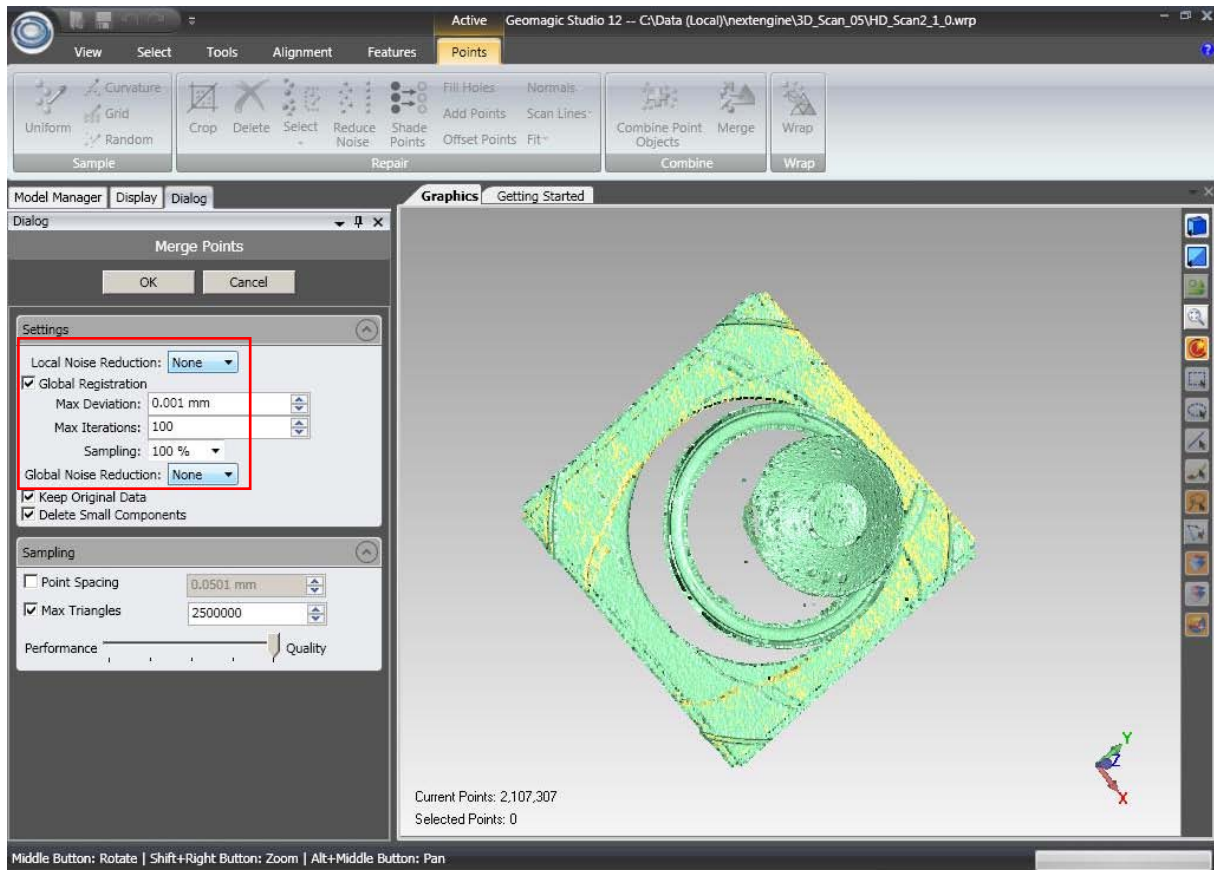 Active Geomagic Studio 12 -- C:\Data (Local)\nextengine\3D_Scan_05\HD_Scan2_1_0.wrp
View Select Tools Alignment Features Points
Uniform
Curvature
Grid
Random
Sample
Crop Delete Select Reduce Noise Shade Points
Fill Holes Normals
Add Points Scan Lines
Offset Points Fit
Repair
Combine Point Objects Merge
Combine
Wrap
Wrap
Model Manager Display Dialog
Graphics Getting Started
Dialog
Merge Points
OK Cancel
Settings
Local Noise Reduction: None
Global Registration
Max Deviation: 0.001 mm
Max Iterations: 100
Sampling: 100 %
Global Noise Reduction: None
Keep Original Data
Delete Small Components
Sampling
Point Spacing 0.0501 mm
Max Triangles 2500000
Performance Quality
Y
Z
X
Current Points: 2,107,307
Selected Points: 0
Middle Button: Rotate | Shift+Right Button: Zoom | Alt+Middle Button: Pan